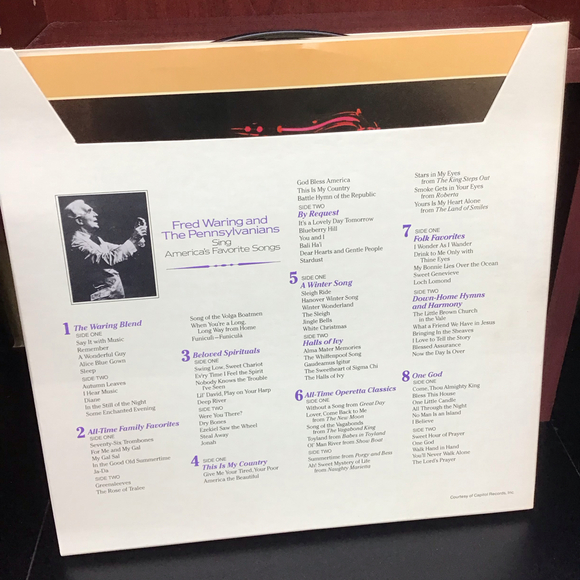 Fred Waring and
The Pennsylvanians
Sing
America's Favorite Songs
1 The Waring Blend
SIDE ONE
Say It with Music
Remember
A Wonderful Guy
Alice Blue Gown
Sleep
SIDE TWO
Autumn Leaves
I Hear Music
Diane
In the Still of the Night
Some Enchanted Evening
2 All-Time Family Favorites
SIDE ONE
Seventy-Six Trombones
For Me and My Gal
My Gal Sal
In the Good Old Summertime
Ja-Da
SIDE TWO
Greensleeves
The Rose of Tralee
Song of the Volga Boatmen
When You're a Long,
Long Way from Home
Funiculi-Funiculà
3 Beloved Spirituals
SIDE ONE
Swing Low, Sweet Chariot
Ev'ry Time I Feel the Spirit
Nobody Knows the Trouble
I've Seen
Lil' David, Play on Your Harp
Deep River
SIDE TWO
Were You There?
Dry Bones
Ezekiel Saw the Wheel
Steal Away
Jonah
4 SIDE ONE
This Is My Country
Give Me Your Tired, Your Poor
America the Beautiful
God Bless America
This Is My Country
Battle Hymn of the Republic
SIDE TWO
By Request
It's a Lovely Day Tomorrow
Blueberry Hill
You and I
Bali Ha'i
Dear Hearts and Gentle People
Stardust
5 SIDE ONE
A Winter Song
Sleigh Ride
Hanover Winter Song
Winter Wonderland
The Sleigh
Jingle Bells
White Christmas
SIDE TWO
Halls of Ivy
Alma Mater Memories
The Whiffenpoof Song
Gaudeamus Igitur
The Sweetheart of Sigma Chi
The Halls of Ivy
6 All-Time Operetta Classics
SIDE ONE
Without a Song from Great Day
Lover, Come Back to Me
from The New Moon
Song of the Vagabonds
from The Vagabond King
Toyland from Babes in Toyland
Ol' Man River from Show Boat
SIDE TWO
Summertime from Porgy and Bess
Ah! Sweet Mystery of Life
from Naughty Marietta
Stars in My Eyes
from The King Steps Out
Smoke Gets in Your Eyes
from Roberta
Yours Is My Heart Alone
from The Land of Smiles
7 SIDE ONE
Folk Favorites
I Wonder As I Wander
Drink to Me Only with
Thine Eyes
My Bonnie Lies Over the Ocean
Sweet Genevieve
Loch Lomond
SIDE TWO
Down-Home Hymns
and Harmony
The Little Brown Church
in the Vale
What a Friend We Have in Jesus
Bringing in the Sheaves
I Love to Tell the Story
Blessed Assurance
Now the Day Is Over
8 One God
SIDE ONE
Come, Thou Almighty King
Bless This House
One Little Candle
All Through the Night
No Man is an Island
I Believe
SIDE TWO
Sweet Hour of Prayer
One God
Walk Hand in Hand
You'll Never Walk Alone
The Lord's Prayer
Courtesy of Capitol Records, Inc.